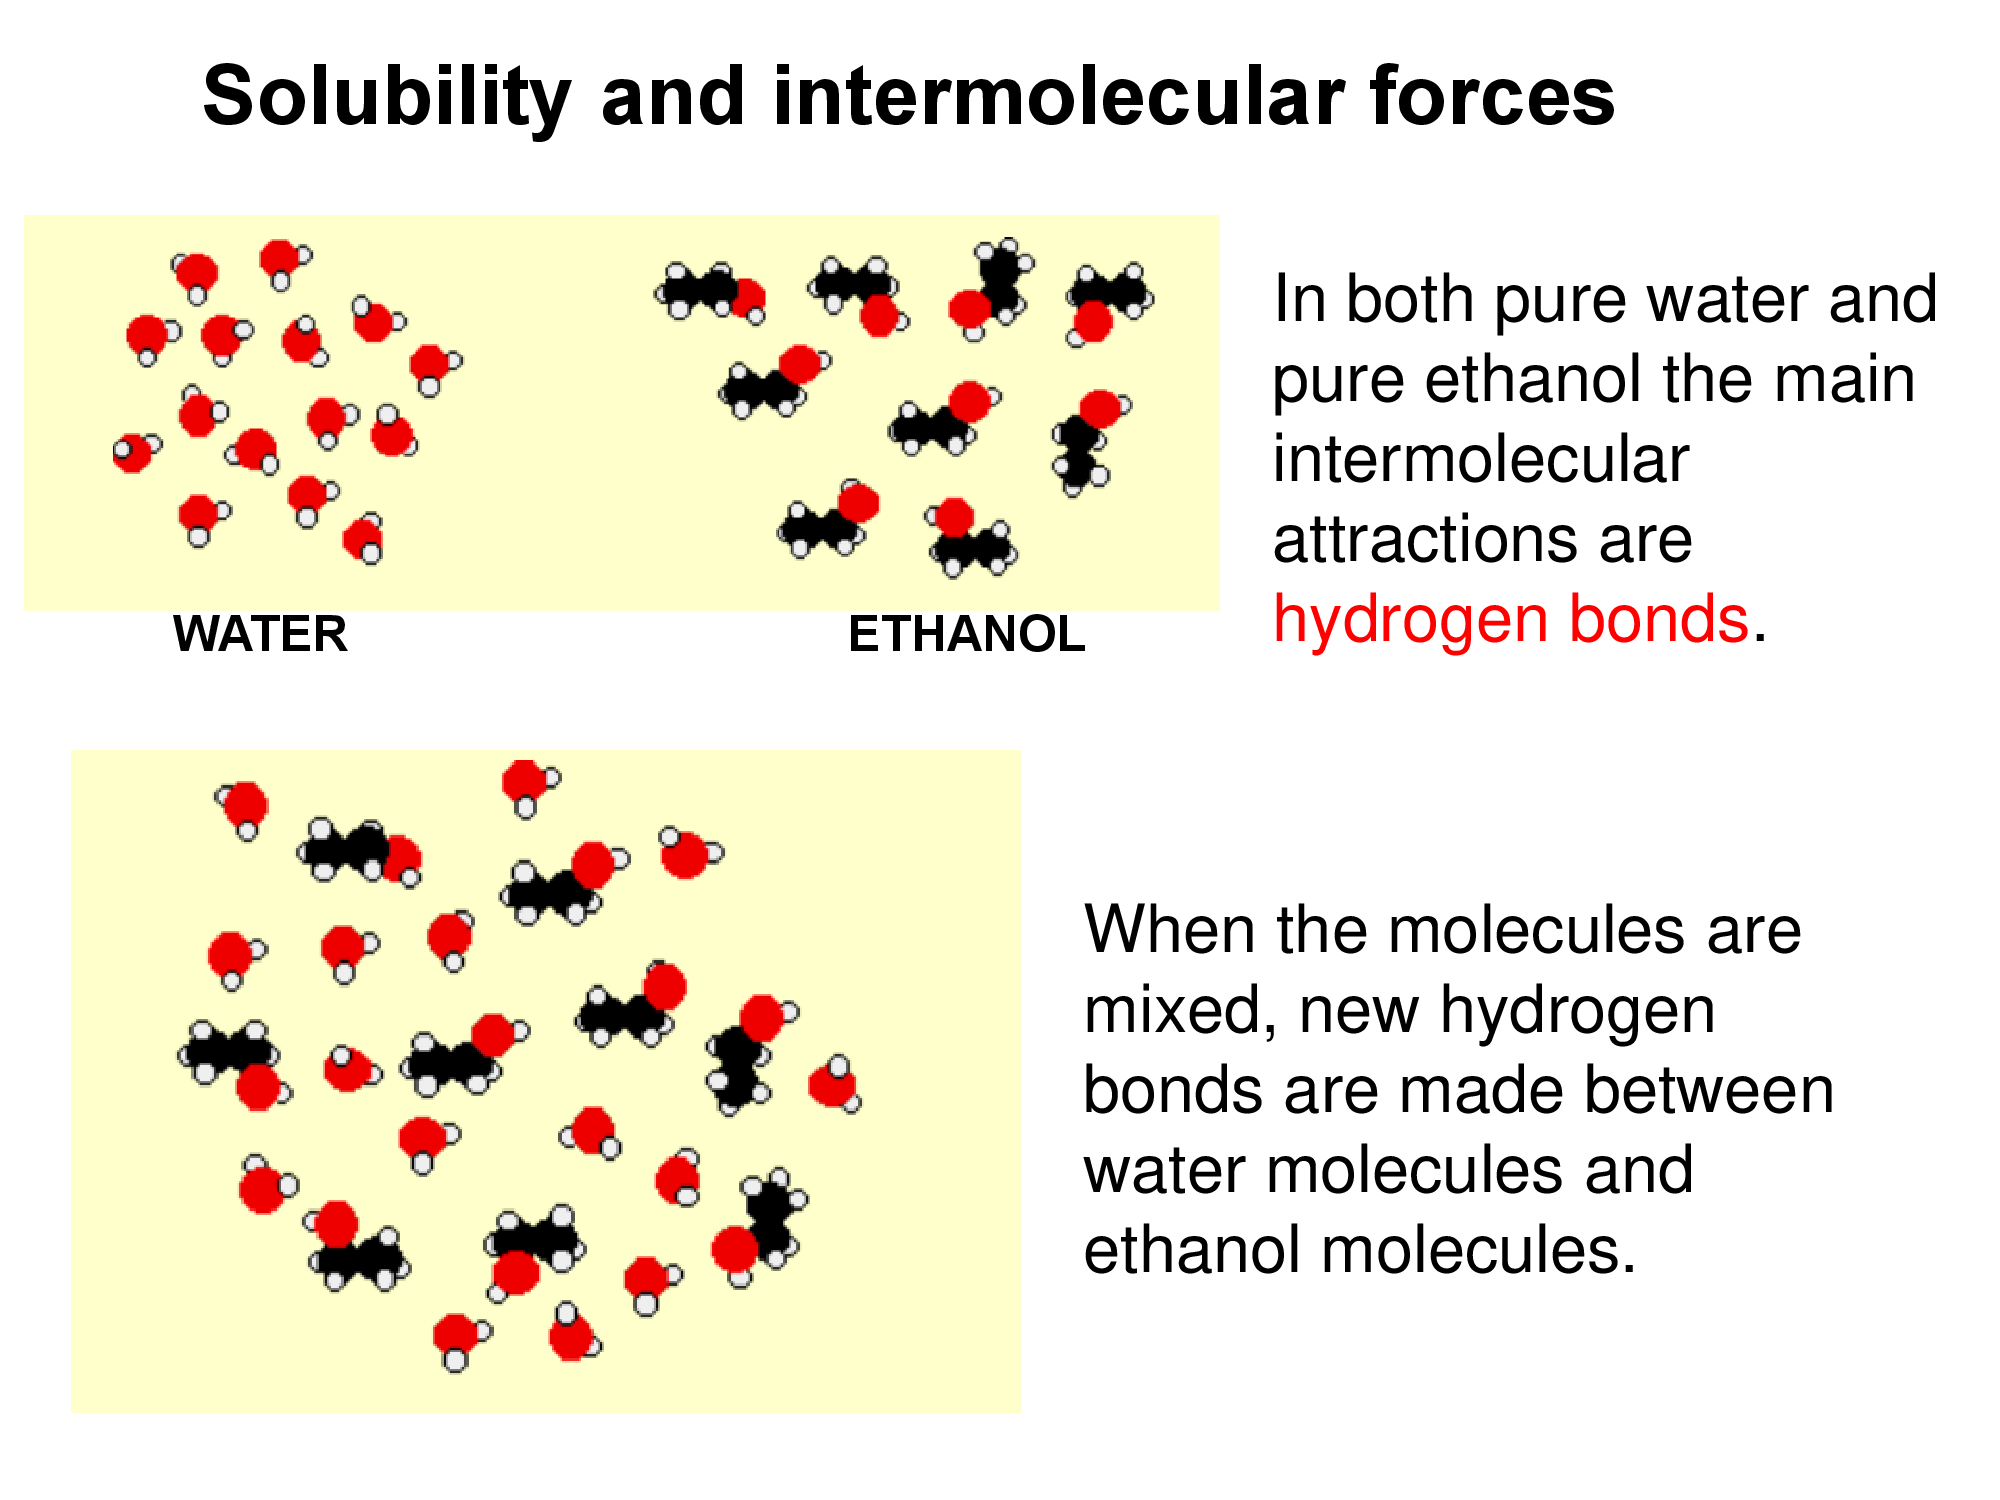 Solubility and intermolecular forces
WATER
ETHANOL
In both pure water and
pure ethanol the main
intermolecular
attractions are
hydrogen bonds.
When the molecules are
mixed, new hydrogen
bonds are made between
water molecules and
ethanol molecules.